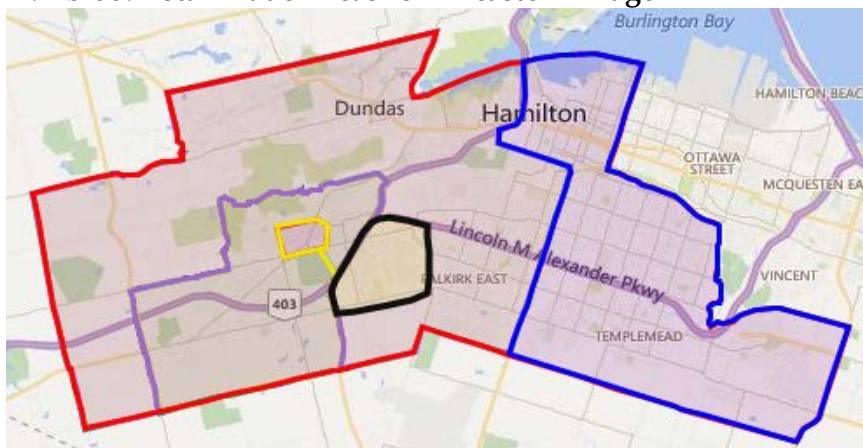 Burlington Bay
HAMILTON BEAC
Dundas
Hamilton
OTTAWA
STREET
MCQUESTEN EA
Lincoln M Alexander Pkwy
FALKIRK EAST
VINCENT
403
TEMPLEMEAD